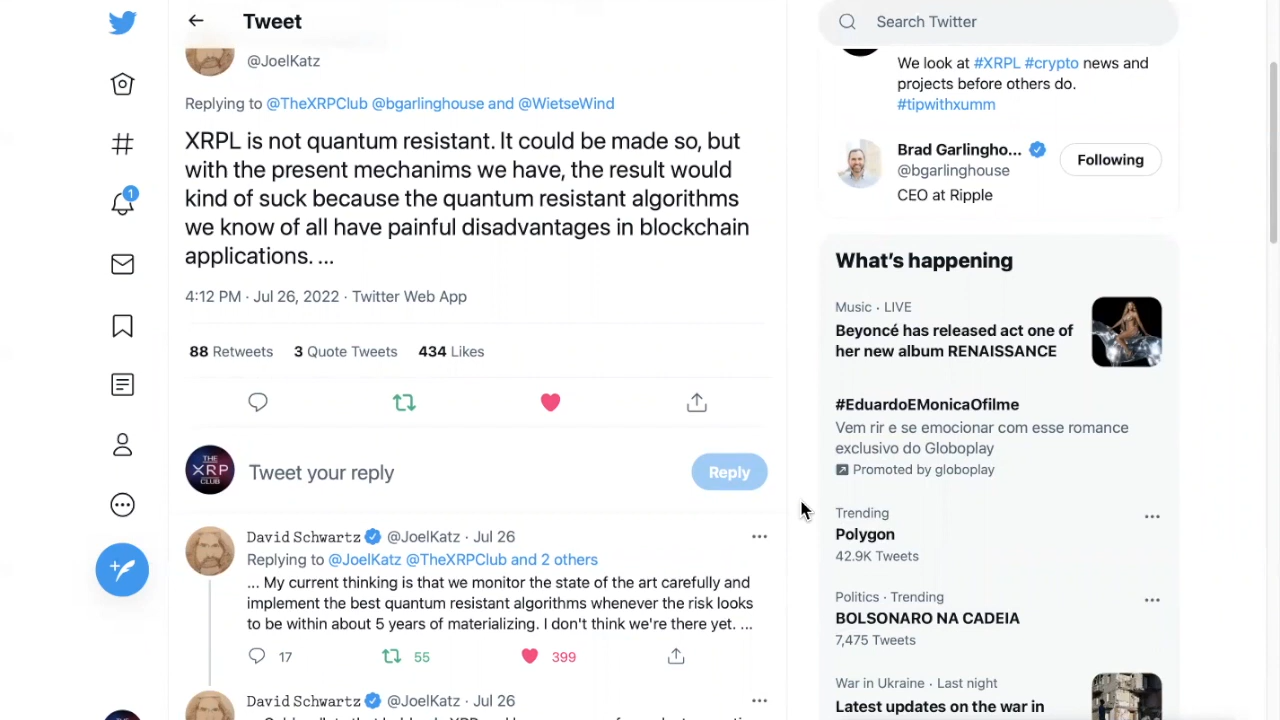 Tweet
@JoelKatz
Replying to @TheXRPClub @bgarlinghouse and @WietseWind
XRPL is not quantum resistant. It could be made so, but
with the present mechanims we have, the result would
kind of suck because the quantum resistant algorithms
we know of all have painful disadvantages in blockchain
applications. ...
4:12 PM · Jul 26, 2022 · Twitter Web App
88 Retweets 3 Quote Tweets 434 Likes
THE
XRP
CLUB
Tweet your reply
Reply
David Schwartz @JoelKatz · Jul 26
Replying to @JoelKatz @TheXRPClub and 2 others
... My current thinking is that we monitor the state of the art carefully and
implement the best quantum resistant algorithms whenever the risk looks
to be within about 5 years of materializing. I don't think we're there yet. ...
17 55 399
David Schwartz @JoelKatz · Jul 26
1
Search Twitter
We look at #XRPL #crypto news and
projects before others do.
#tipwithxumm
Brad Garlingho...
@bgarlinghouse
Following
CEO at Ripple
What's happening
Music · LIVE
Beyoncé has released act one of
her new album RENAISSANCE
#EduardoEMonicaOfilme
Vem rir e se emocionar com esse romance
exclusivo do Globoplay
Promoted by globoplay
Trending
Polygon
42.9K Tweets
Politics · Trending
BOLSONARO NA CADEIA
7,475 Tweets
War in Ukraine · Last night
Latest updates on the war in